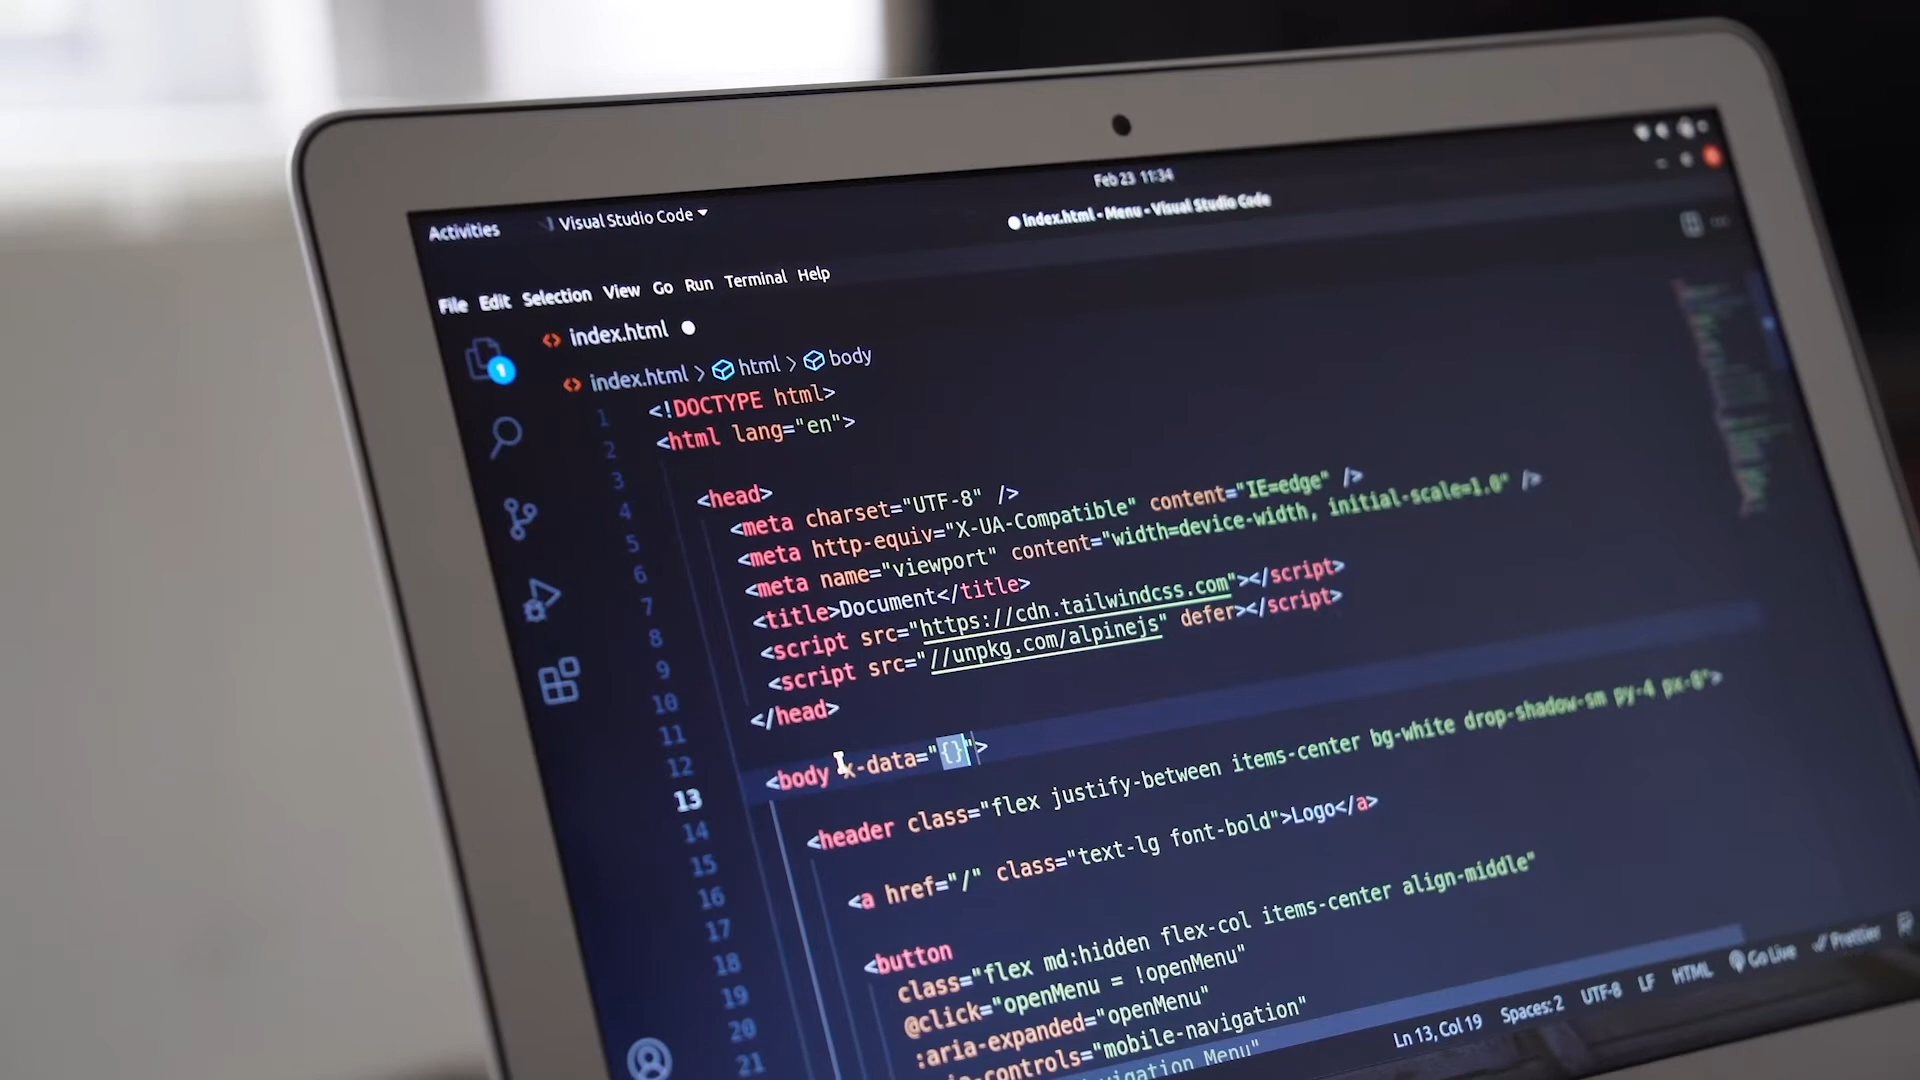 Feb 23 11:34
Activities
Visual Studio Code
index.html - Menu - Visual Studio Code
File Edit Selection View Go Run Terminal Help
1
index.html
index.html > html > body
1 <!DOCTYPE html>
2 <html lang="en">
3
4 <head>
5 <meta charset="UTF-8" />
6 <meta http-equiv="X-UA-Compatible" content="IE=edge" />
7 <meta name="viewport" content="width=device-width, initial-scale=1.0" />
8 <title>Document</title>
9 <script src="https://cdn.tailwindcss.com"></script>
10 <script src="//unpkg.com/alpinejs" defer></script>
11 </head>
12
13 <body x-data="{}">
14
15 <header class="flex justify-between items-center bg-white drop-shadow-sm py-4 px-8">
16
17 <a href="/" class="text-lg font-bold">Logo</a>
18
19 <button
20 class="flex md:hidden flex-col items-center align-middle"
21 @click="openMenu = !openMenu"
:aria-expanded="openMenu"
-controls="mobile-navigation"
Menu"
Ln 13, Col 19 Spaces: 2 UTF-8 LF HTML Go Live Prettier